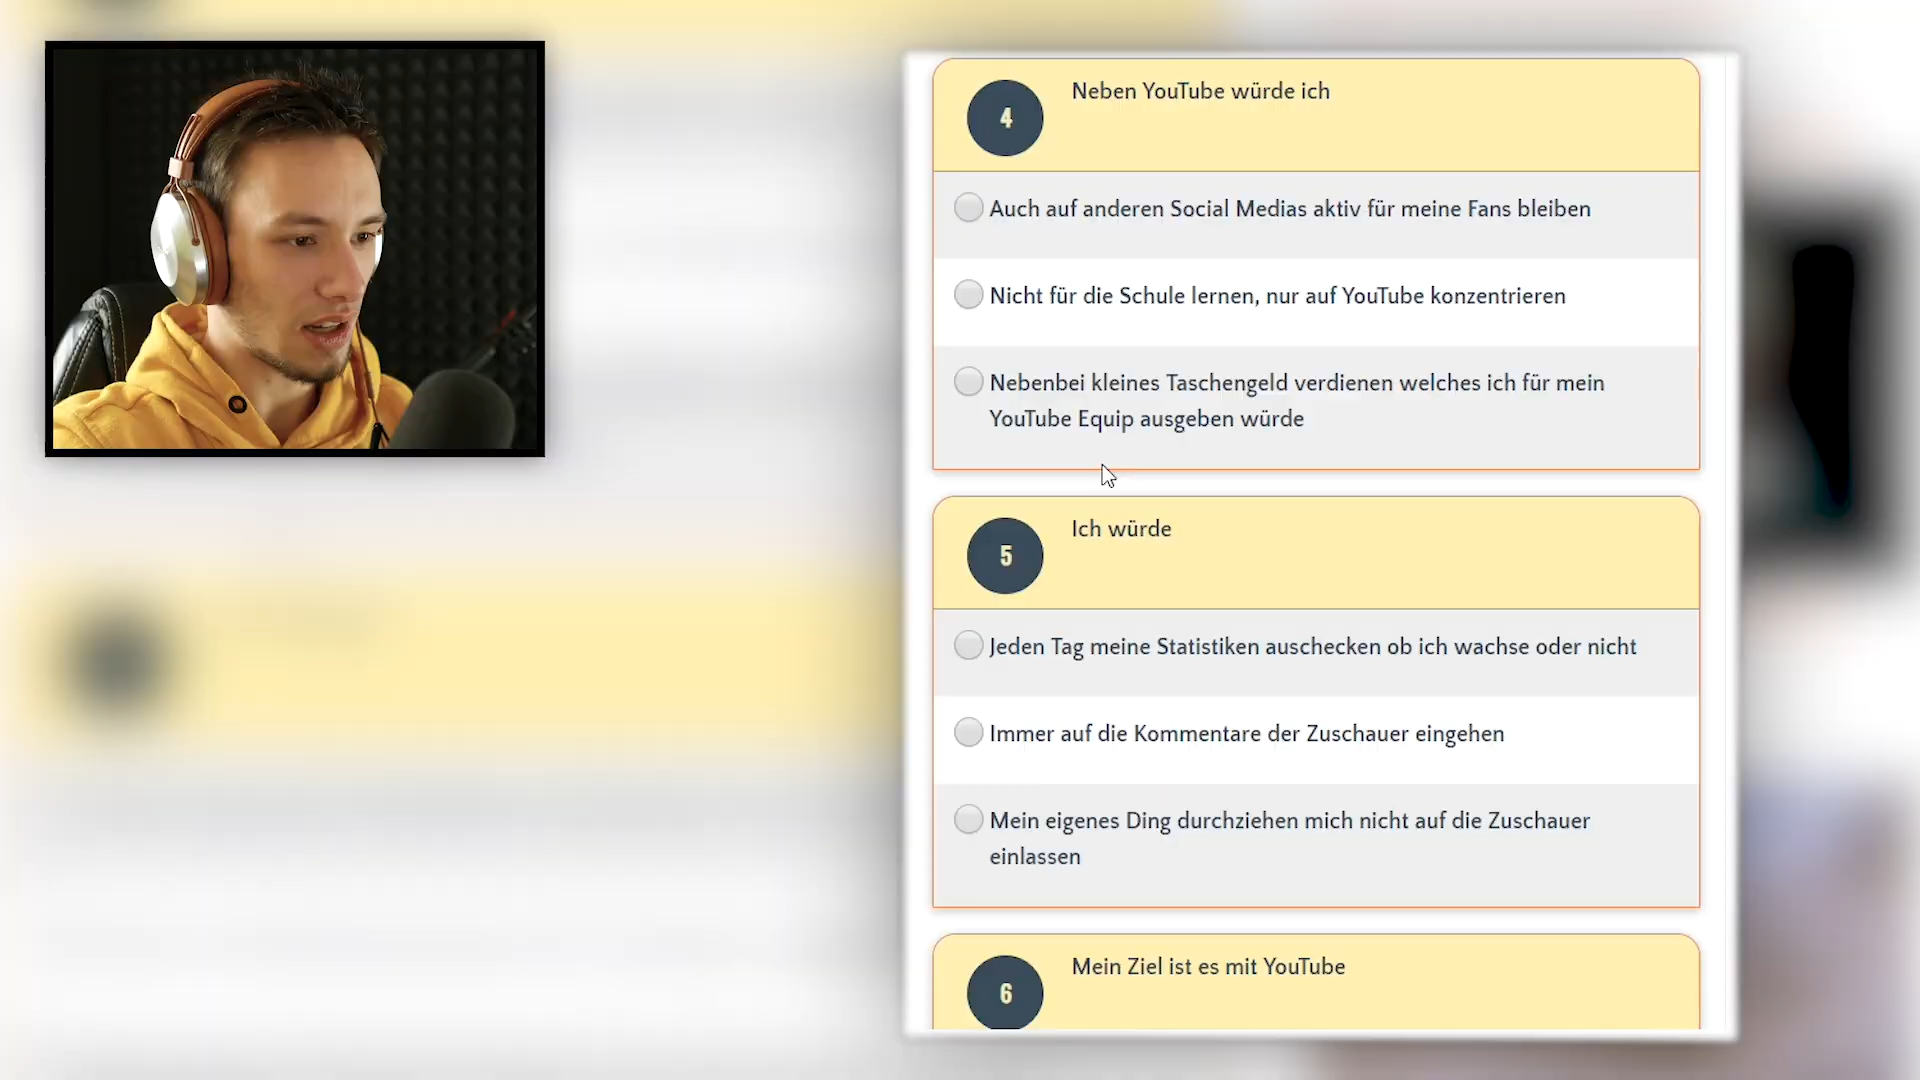 4
Neben YouTube würde ich
Auch auf anderen Social Medias aktiv für meine Fans bleiben
Nicht für die Schule lernen, nur auf YouTube konzentrieren
Nebenbei kleines Taschengeld verdienen welches ich für mein
YouTube Equip ausgeben würde
5
Ich würde
Jeden Tag meine Statistiken auschecken ob ich wachse oder nicht
Immer auf die Kommentare der Zuschauer eingehen
Mein eigenes Ding durchziehen mich nicht auf die Zuschauer
einlassen
6
Mein Ziel ist es mit YouTube